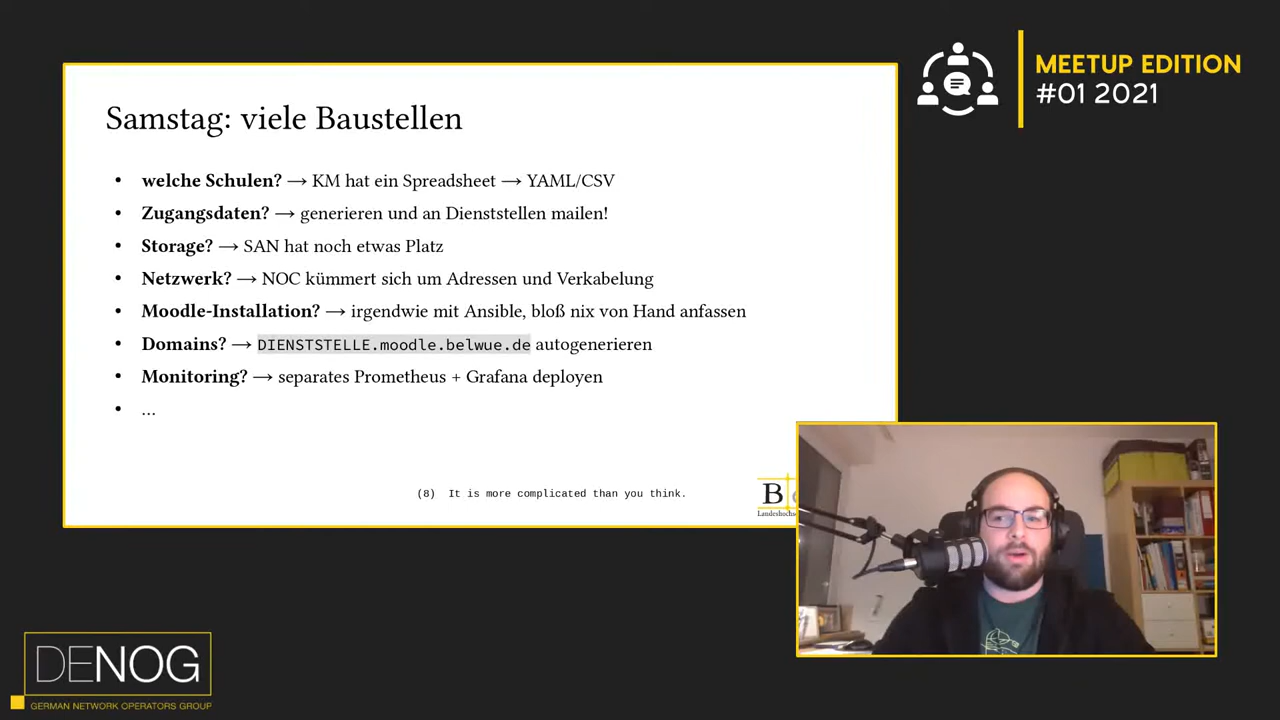 MEETUP EDITION
#01 2021
Samstag: viele Baustellen
• welche Schulen? → KM hat ein Spreadsheet → YAML/CSV
• Zugangsdaten? → generieren und an Dienststellen mailen!
• Storage? → SAN hat noch etwas Platz
• Netzwerk? → NOC kümmert sich um Adressen und Verkabelung
• Moodle-Installation? → irgendwie mit Ansible, bloß nix von Hand anfassen
• Domains? → DIENSTSTELLE.moodle.belwue.de autogenerieren
• Monitoring? → separates Prometheus + Grafana deployen
• ...
(8) It is more complicated than you think.
B
Landeshochs
DENOG
GERMAN NETWORK OPERATORS GROUP